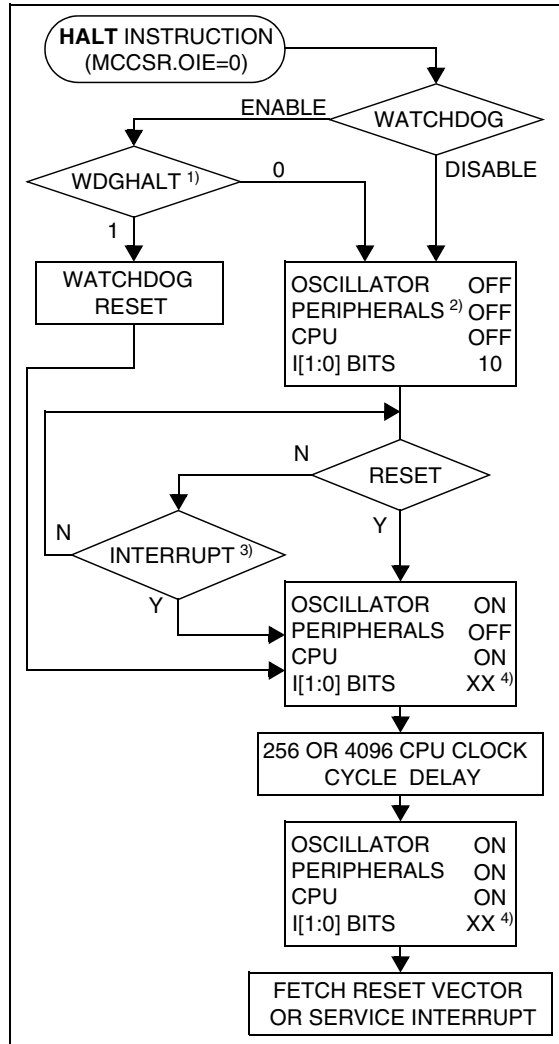 HALT INSTRUCTION
(MCCSR.OIE=0)
ENABLE
WATCHDOG
WDGHALT 1)
0
DISABLE
1
WATCHDOG
RESET
OSCILLATOR OFF
PERIPHERALS 2) OFF
CPU OFF
I[1:0] BITS 10
N
RESET
N
INTERRUPT 3)
Y
Y
OSCILLATOR ON
PERIPHERALS OFF
CPU ON
I[1:0] BITS XX 4)
256 OR 4096 CPU CLOCK
CYCLE DELAY
OSCILLATOR ON
PERIPHERALS ON
CPU ON
I[1:0] BITS XX 4)
FETCH RESET VECTOR
OR SERVICE INTERRUPT